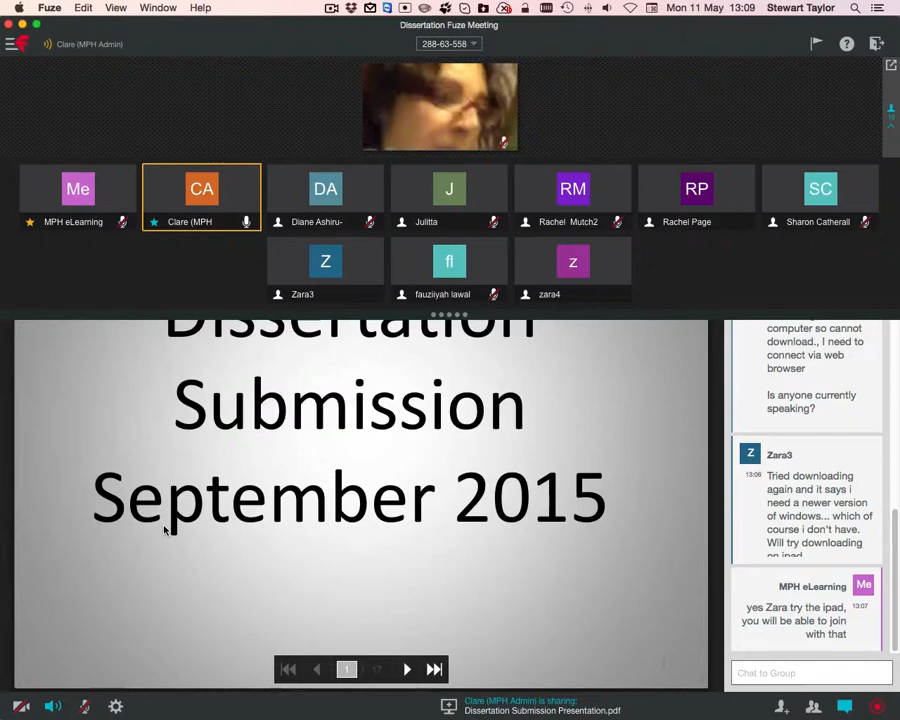 Fuze Edit View Window Help Mon 11 May 13:09 Stewart Taylor
Dissertation Fuze Meeting
Clare (MPH Admin)
288-63-558
Me
CA
DA
J
RM
RP
SC
MPH eLearning
Clare (MPH
Diane Ashiru-
Julitta
Rachel Mutch2
Rachel Page
Sharon Catherall
Z
fl
z
Zara3
fauziiyah lawal
zara4
Dissertation
Submission
September 2015
1 / 17
computer so cannot
download., I need to
connect via web
browser
Is anyone currently
speaking?
Z
Zara3
13:06
Tried downloading
again and it says i
need a newer version
of windows... which of
course i don't have.
Will try downloading
on ipad
MPH eLearning
Me
13:07
yes Zara try the ipad,
you will be able to join
with that
Chat to Group
Clare (MPH Admin) is sharing:
Dissertation Submission Presentation.pdf